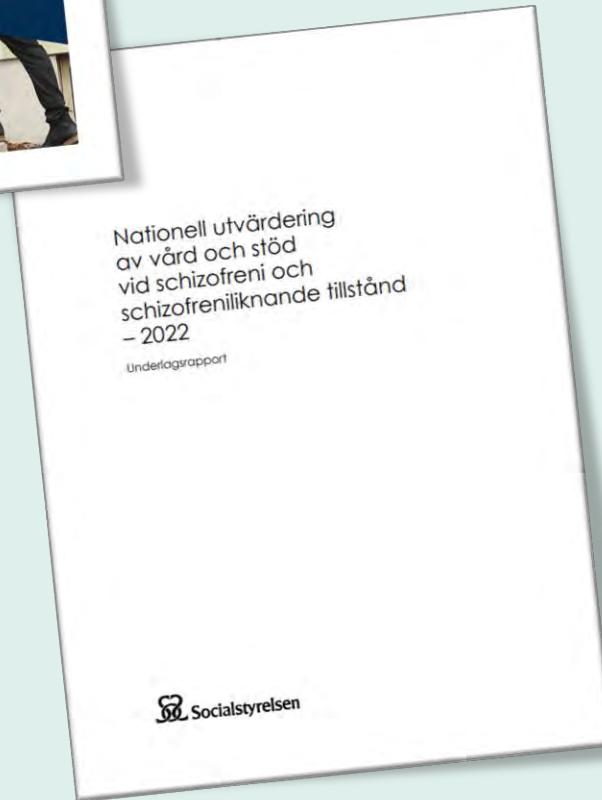 Nationell utvärdering
av vård och stöd
vid schizofreni och
schizofreniliknande tillstånd
– 2022
Underlagsrapport
Socialstyrelsen